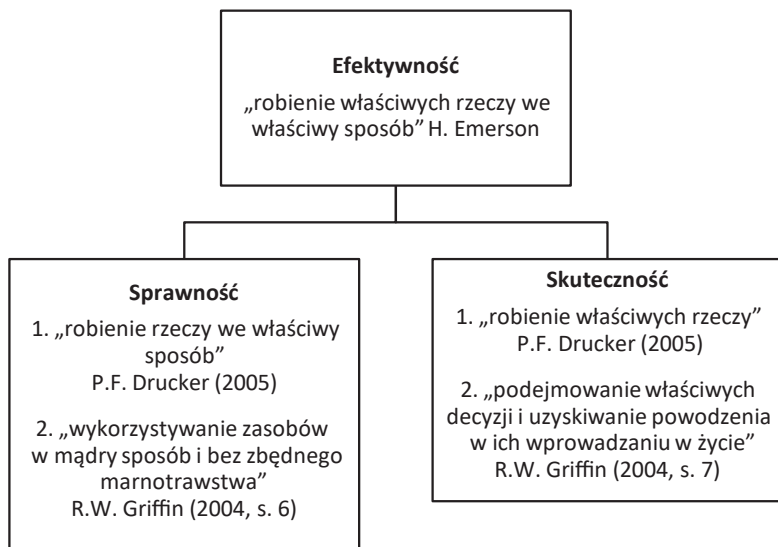 Efektywność
„robienie właściwych rzeczy we
właściwy sposób” H. Emerson
Sprawność
1. „robienie rzeczy we właściwy
sposób”
P.F. Drucker (2005)
2. „wykorzystywanie zasobów
w mądry sposób i bez zbędnego
marnotrawstwa”
R.W. Griffin (2004, s. 6)
Skuteczność
1. „robienie właściwych rzeczy”
P.F. Drucker (2005)
2. „podejmowanie właściwych
decyzji i uzyskiwanie powodzenia
w ich wprowadzaniu w życie”
R.W. Griffin (2004, s. 7)